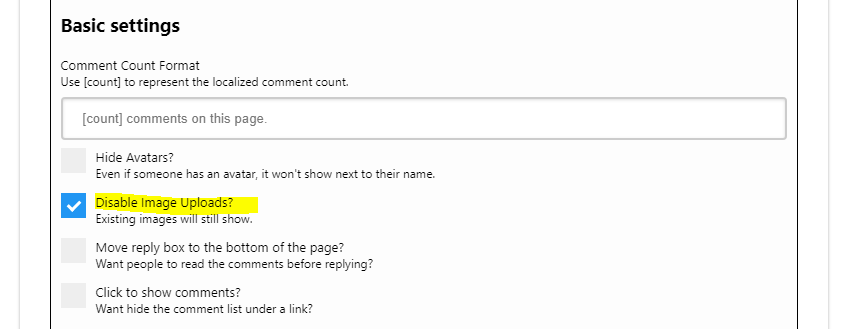 Basic settings
Comment Count Format
Use [count] to represent the localized comment count.
[count] comments on this page.
Hide Avatars?
Even if someone has an avatar, it won't show next to their name.
Disable Image Uploads?
Existing images will still show.
Move reply box to the bottom of the page?
Want people to read the comments before replying?
Click to show comments?
Want hide the comment list under a link?